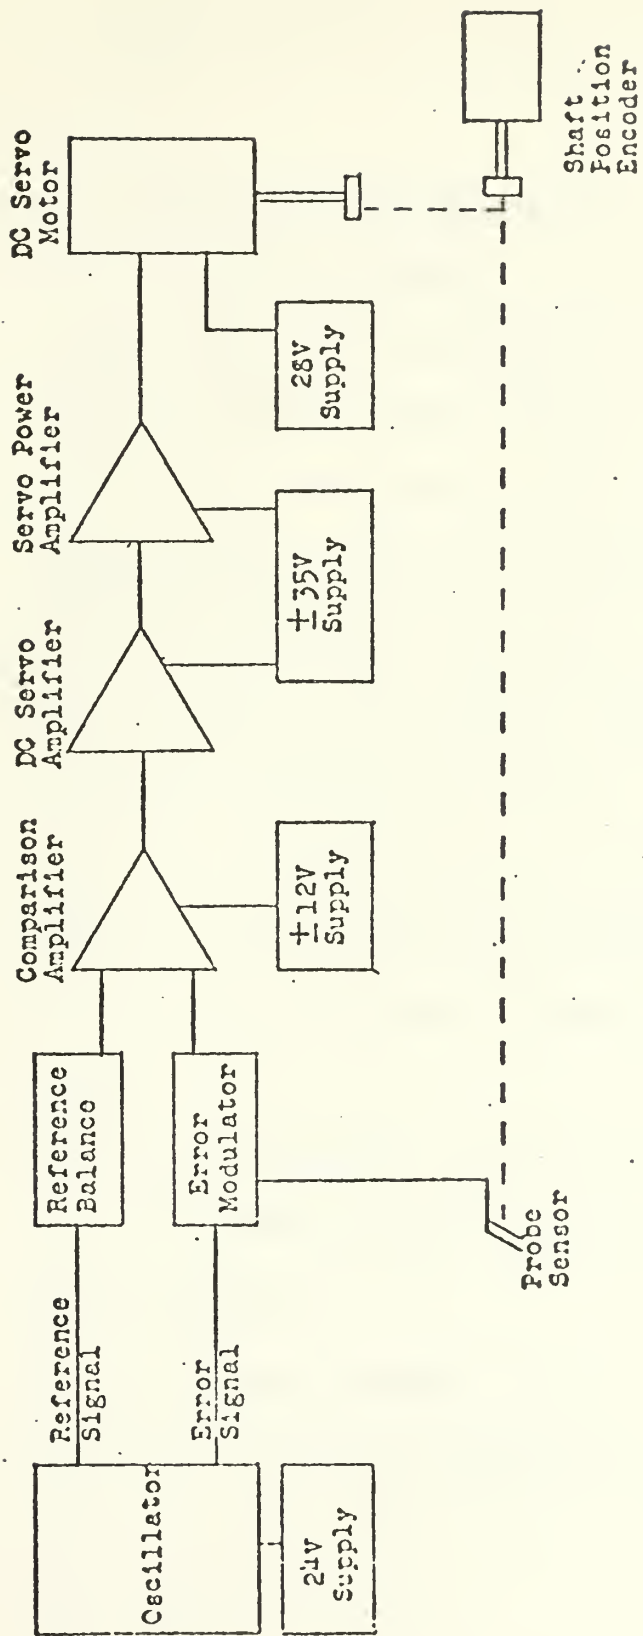 Oscillator
24V
Supply
Reference
Signal
Error
Signal
Reference
Balance
Error
Modulator
Probe
Sensor
Comparison
Amplifier
±12V
Supply
DC Servo
Amplifier
Servo Power
Amplifier
±35V
Supply
28V
Supply
DC Servo
Motor
Shaft
Position
Encoder